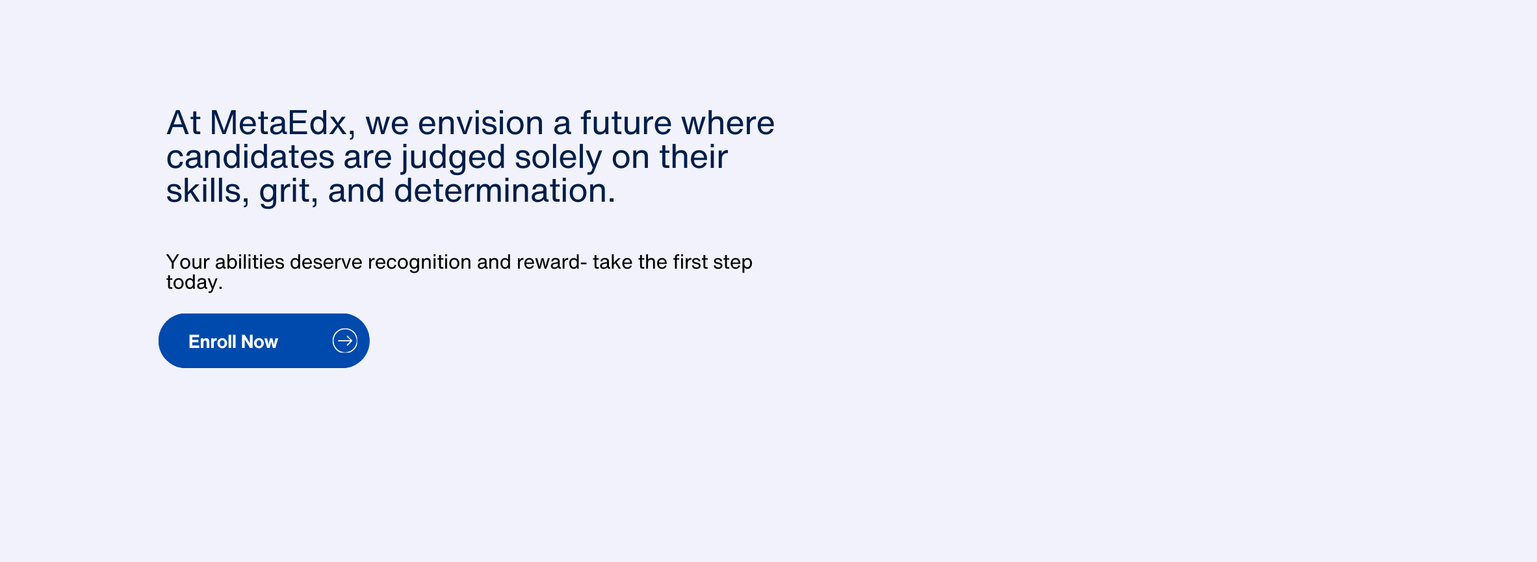 At MetaEdx, we envision a future where
candidates are judged solely on their
skills, grit, and determination.
Your abilities deserve recognition and reward- take the first step
today.
Enroll Now